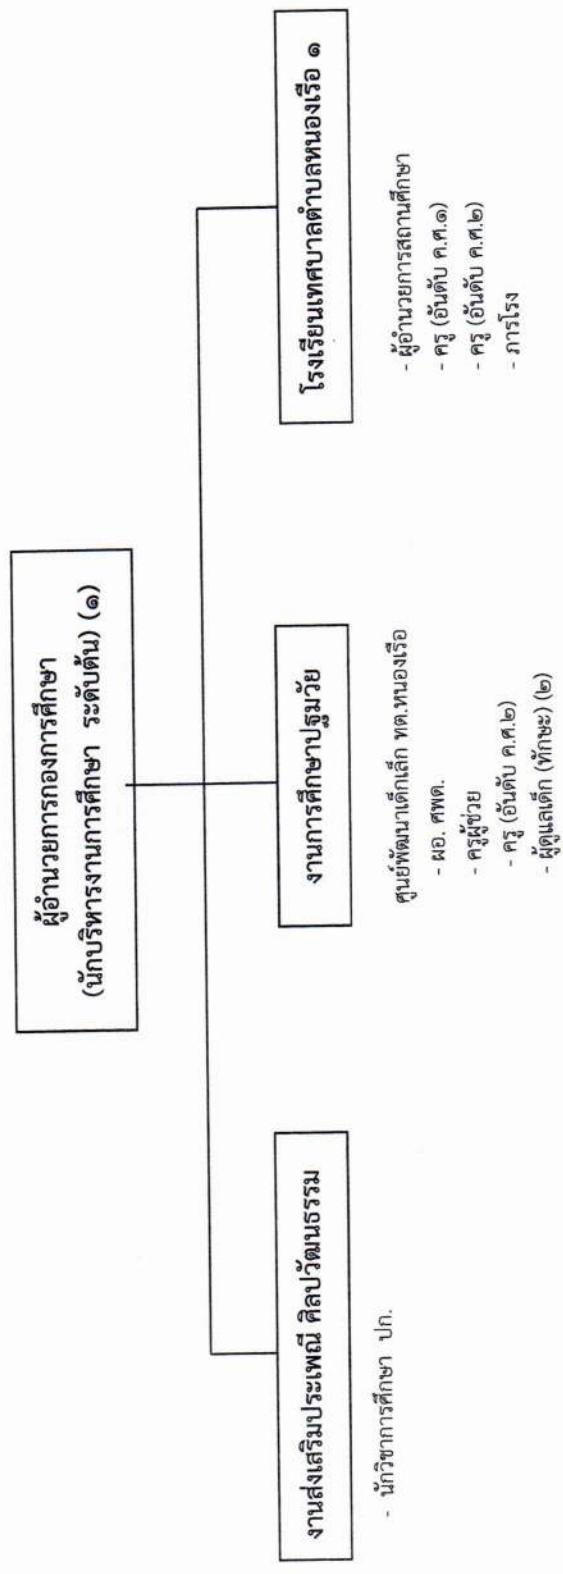 ผู้อำนวยการกองการศึกษา
(นักบริหารงานการศึกษา ระดับต้น) (๑)
งานส่งเสริมประเพณี ศิลปวัฒนธรรม
- นักวิชาการศึกษา ปก.
งานการศึกษาปฐมวัย
ศูนย์พัฒนาเด็กเล็ก ทต.หนองเรือ
- ผอ. ศพด.
- ครูผู้ช่วย
- ครู (อันดับ ค.ศ.๒)
- ผู้ดูแลเด็ก (ทักษะ) (๒)
โรงเรียนเทศบาลตำบลหนองเรือ ๑
- ผู้อำนวยการสถานศึกษา
- ครู (อันดับ ค.ศ.๑)
- ครู (อันดับ ค.ศ.๒)
- ภารโรง